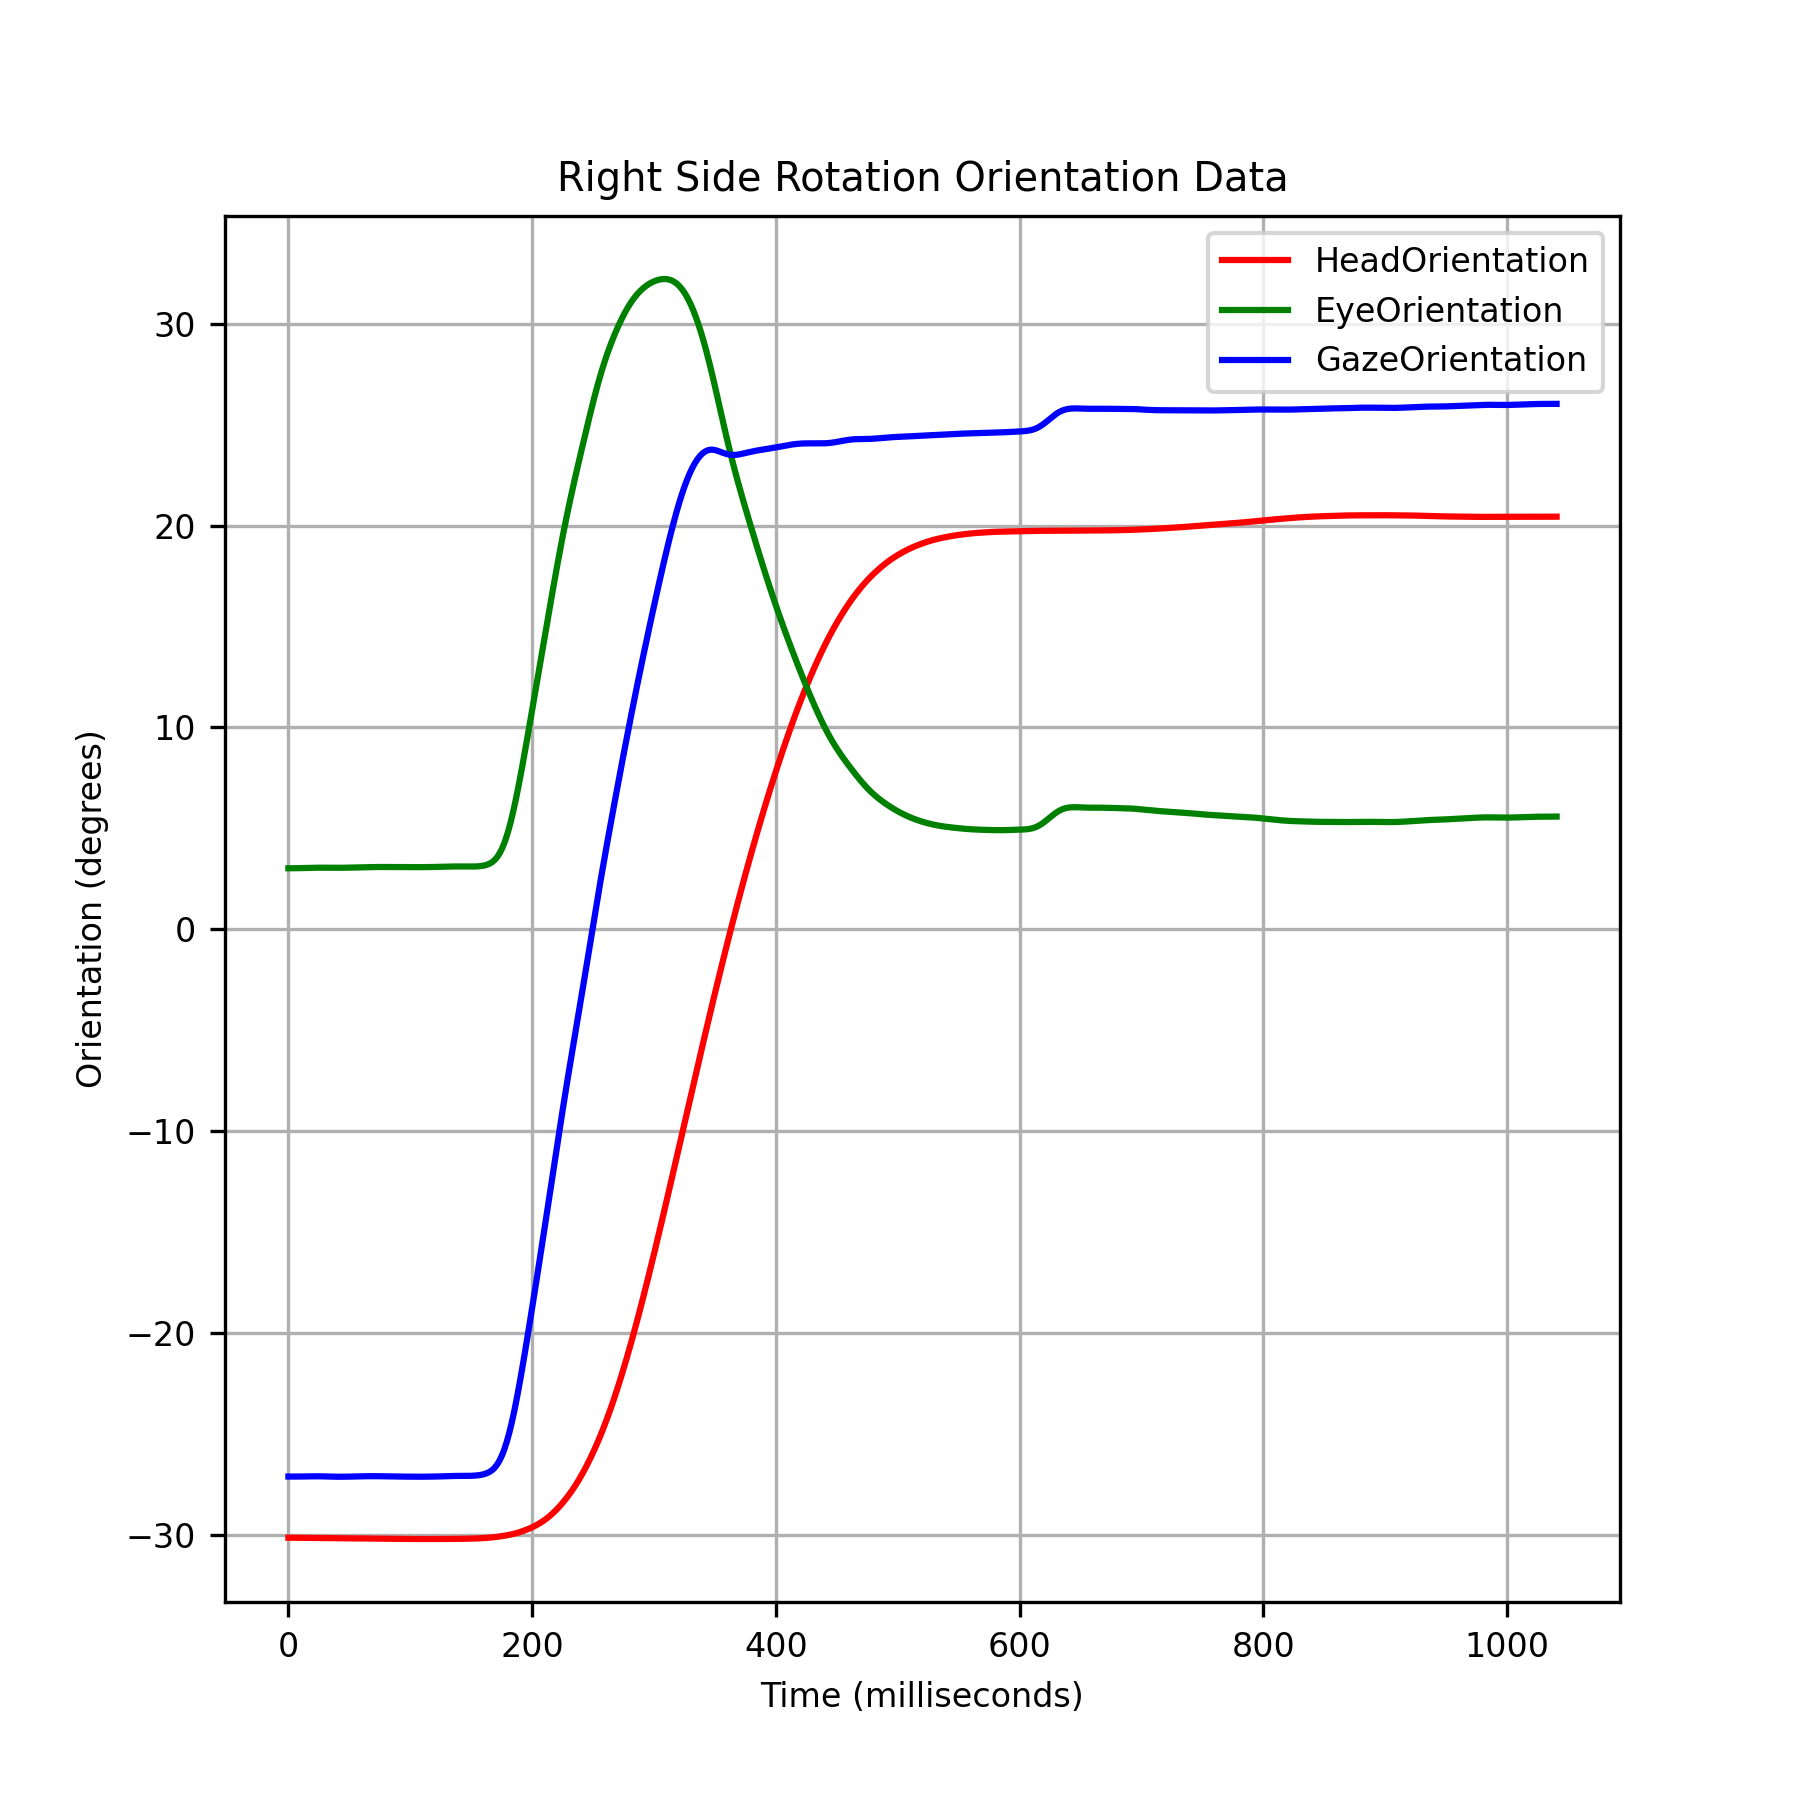 Right Side Rotation Orientation Data
HeadOrientation
EyeOrientation
GazeOrientation
30
20
10
0
−10
−20
−30
Orientation (degrees)
0 200 400 600 800 1000
Time (milliseconds)